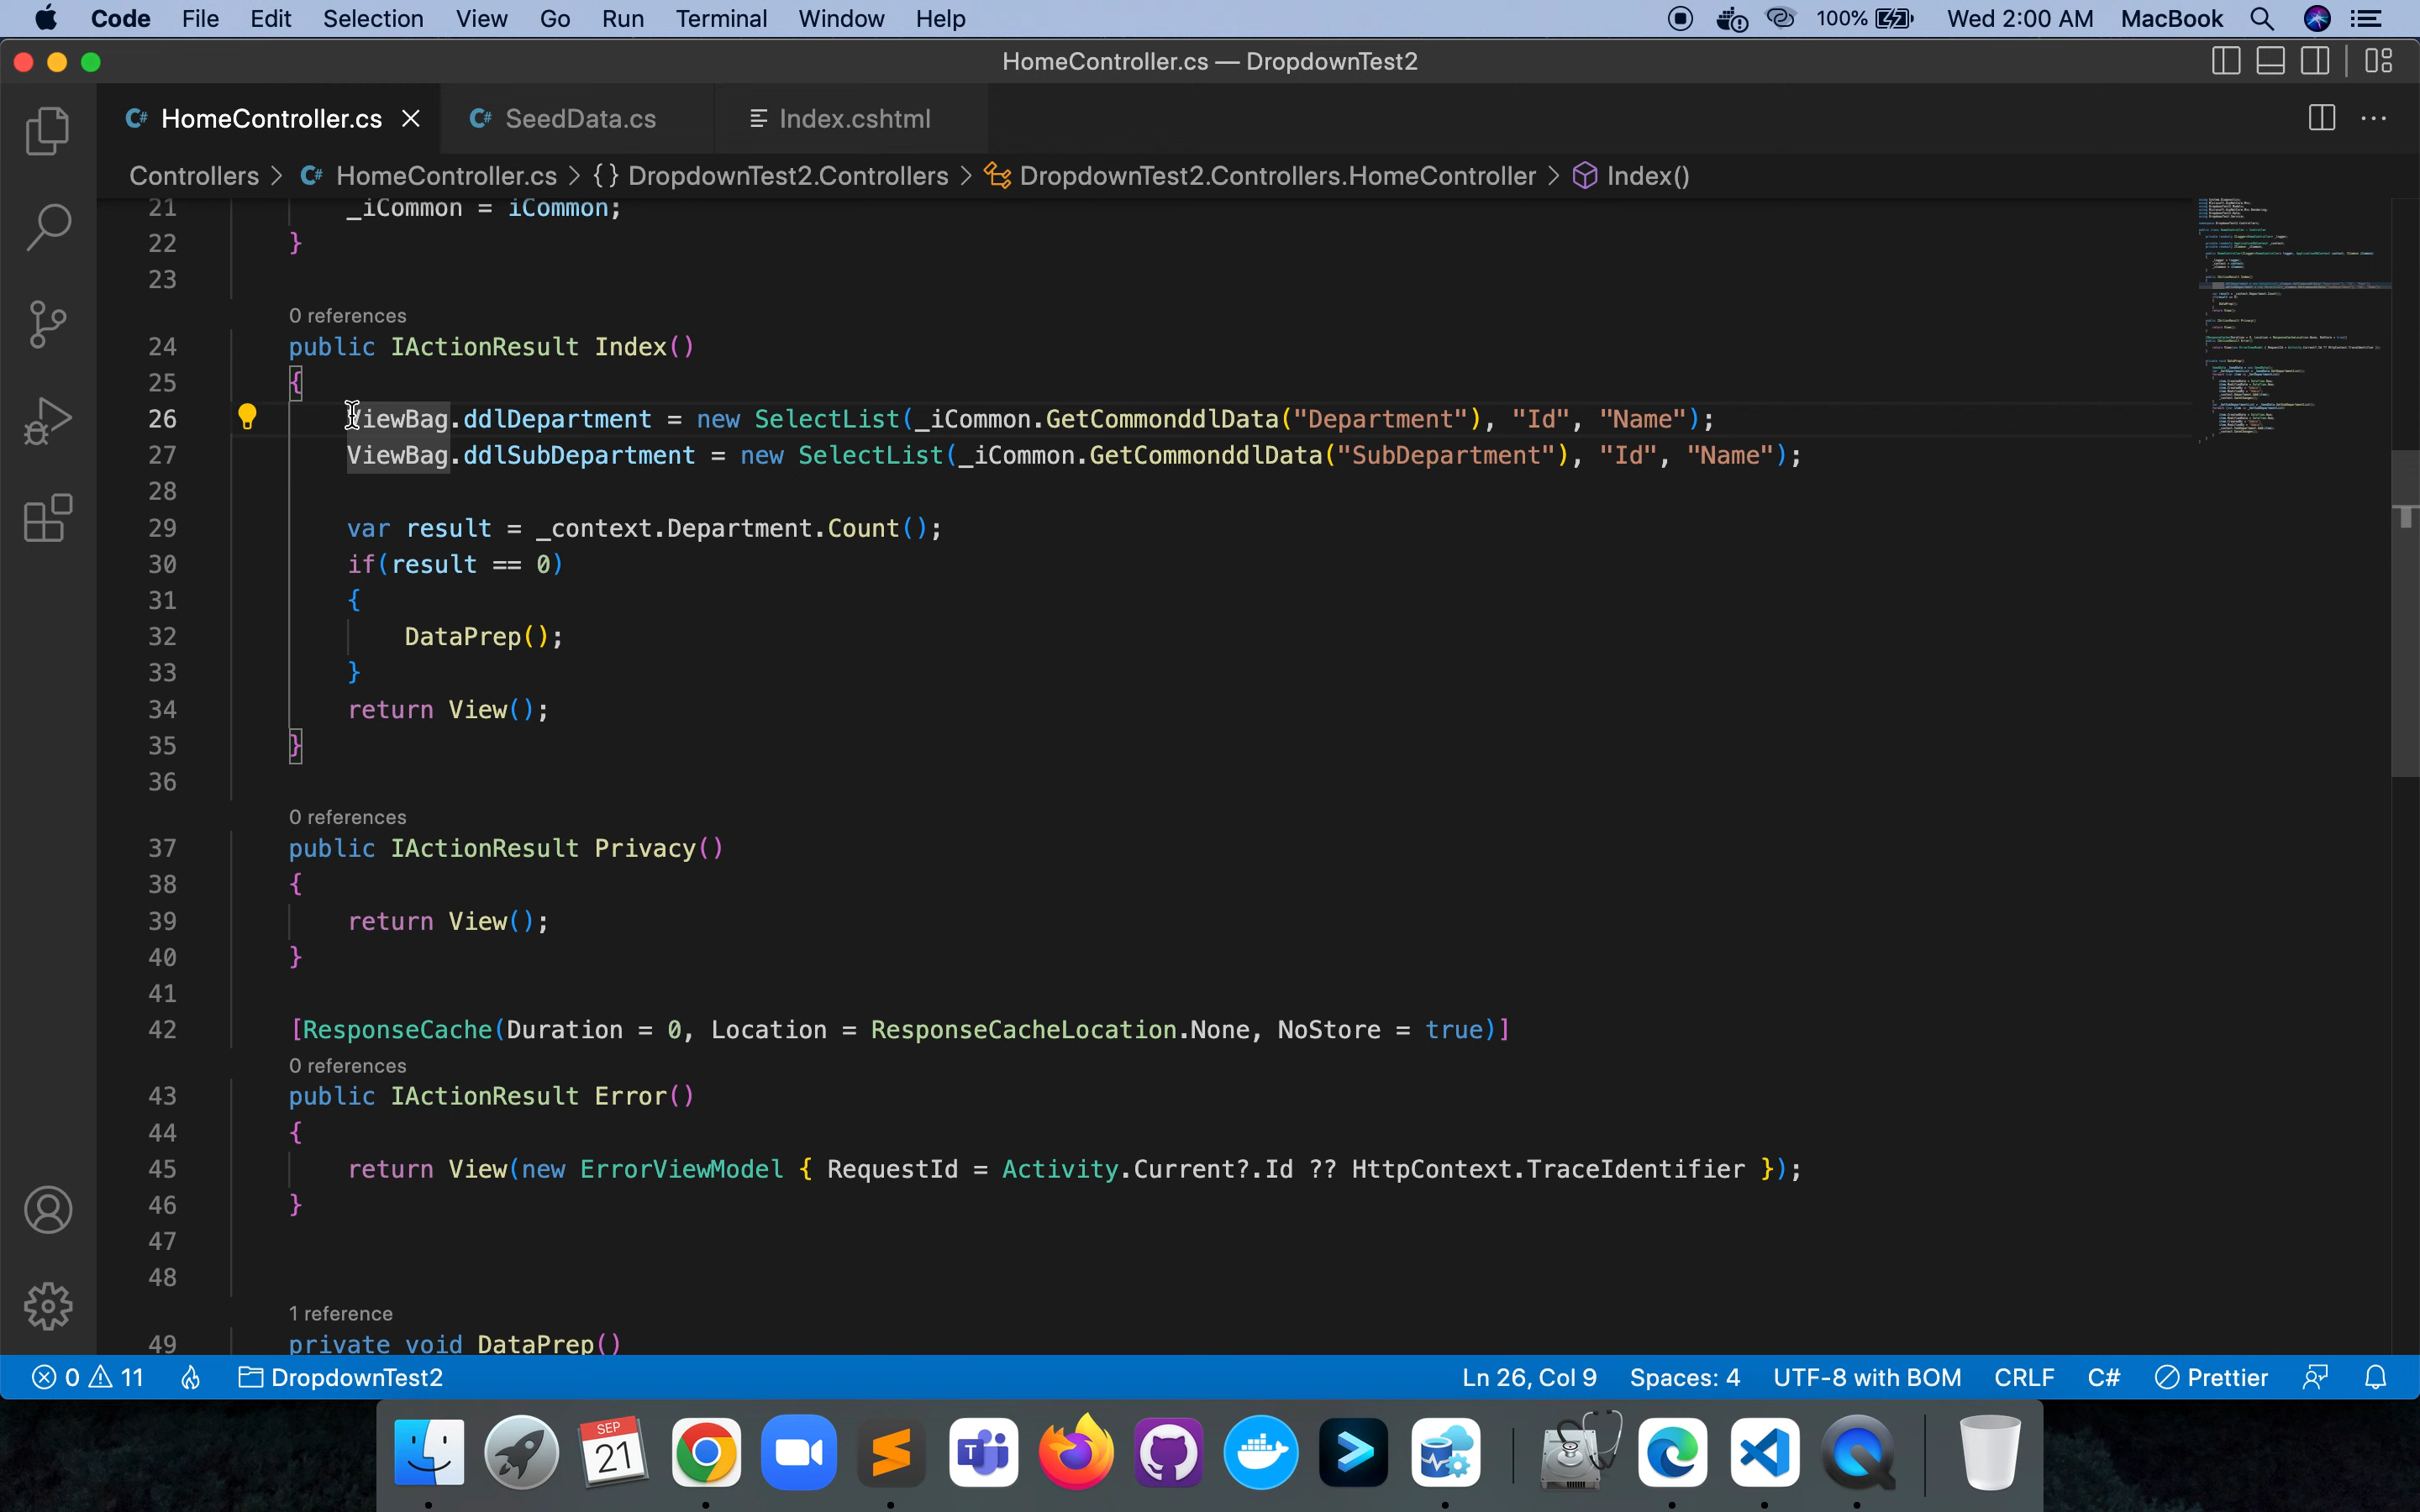 Code File Edit Selection View Go Run Terminal Window Help 100% Wed 2:00 AM MacBook
HomeController.cs — DropdownTest2
C# HomeController.cs C# SeedData.cs Index.cshtml
Controllers > C# HomeController.cs > {} DropdownTest2.Controllers > DropdownTest2.Controllers.HomeController > Index()
21 _iCommon = iCommon;
22 }
23
0 references
24 public IActionResult Index()
25 {
26 ViewBag.ddlDepartment = new SelectList(_iCommon.GetCommonddlData("Department"), "Id", "Name");
27 ViewBag.ddlSubDepartment = new SelectList(_iCommon.GetCommonddlData("SubDepartment"), "Id", "Name");
28
29 var result = _context.Department.Count();
30 if(result == 0)
31 {
32 DataPrep();
33 }
34 return View();
35 }
36
0 references
37 public IActionResult Privacy()
38 {
39 return View();
40 }
41
42 [ResponseCache(Duration = 0, Location = ResponseCacheLocation.None, NoStore = true)]
0 references
43 public IActionResult Error()
44 {
45 return View(new ErrorViewModel { RequestId = Activity.Current?.Id ?? HttpContext.TraceIdentifier });
46 }
47
48
1 reference
49 private void DataPrep()
0 11 DropdownTest2 Ln 26, Col 9 Spaces: 4 UTF-8 with BOM CRLF C# Prettier
SEP
21